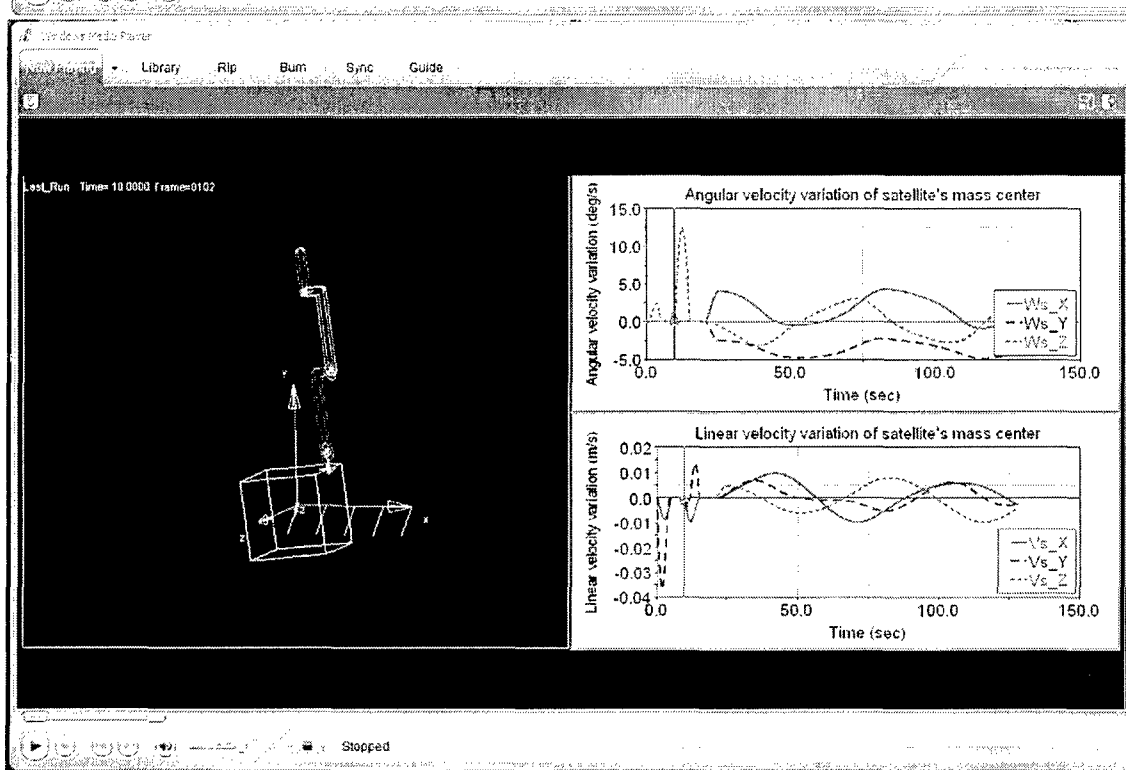 Windows Media Player
Library Rip Burn Sync Guide
Last_Run Time= 10.0000 Frame=0102
Y
X
Z
Z
Angular velocity variation of satellite's mass center
Angular velocity variation (deg/s)
15.0
10.0
5.0
0.0
-5.0
0.0 50.0 100.0 150.0
Time (sec)
Ws_X
Ws_Y
Ws_Z
Linear velocity variation of satellite's mass center
Linear velocity variation (m/s)
0.02
0.01
0.0
-0.01
-0.02
-0.03
-0.04
0.0 50.0 100.0 150.0
Time (sec)
Vs_X
Vs_Y
Vs_Z
Stopped